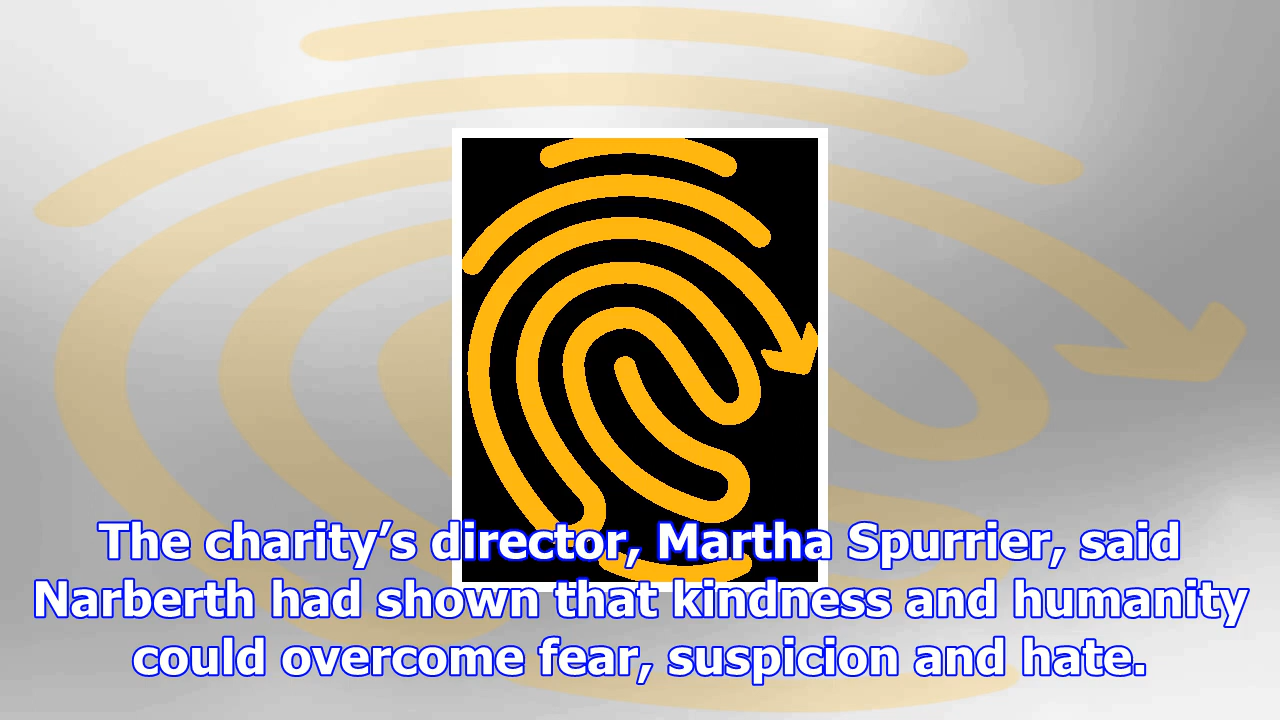 The charity’s director, Martha Spurrier, said
Narberth had shown that kindness and humanity
could overcome fear, suspicion and hate.